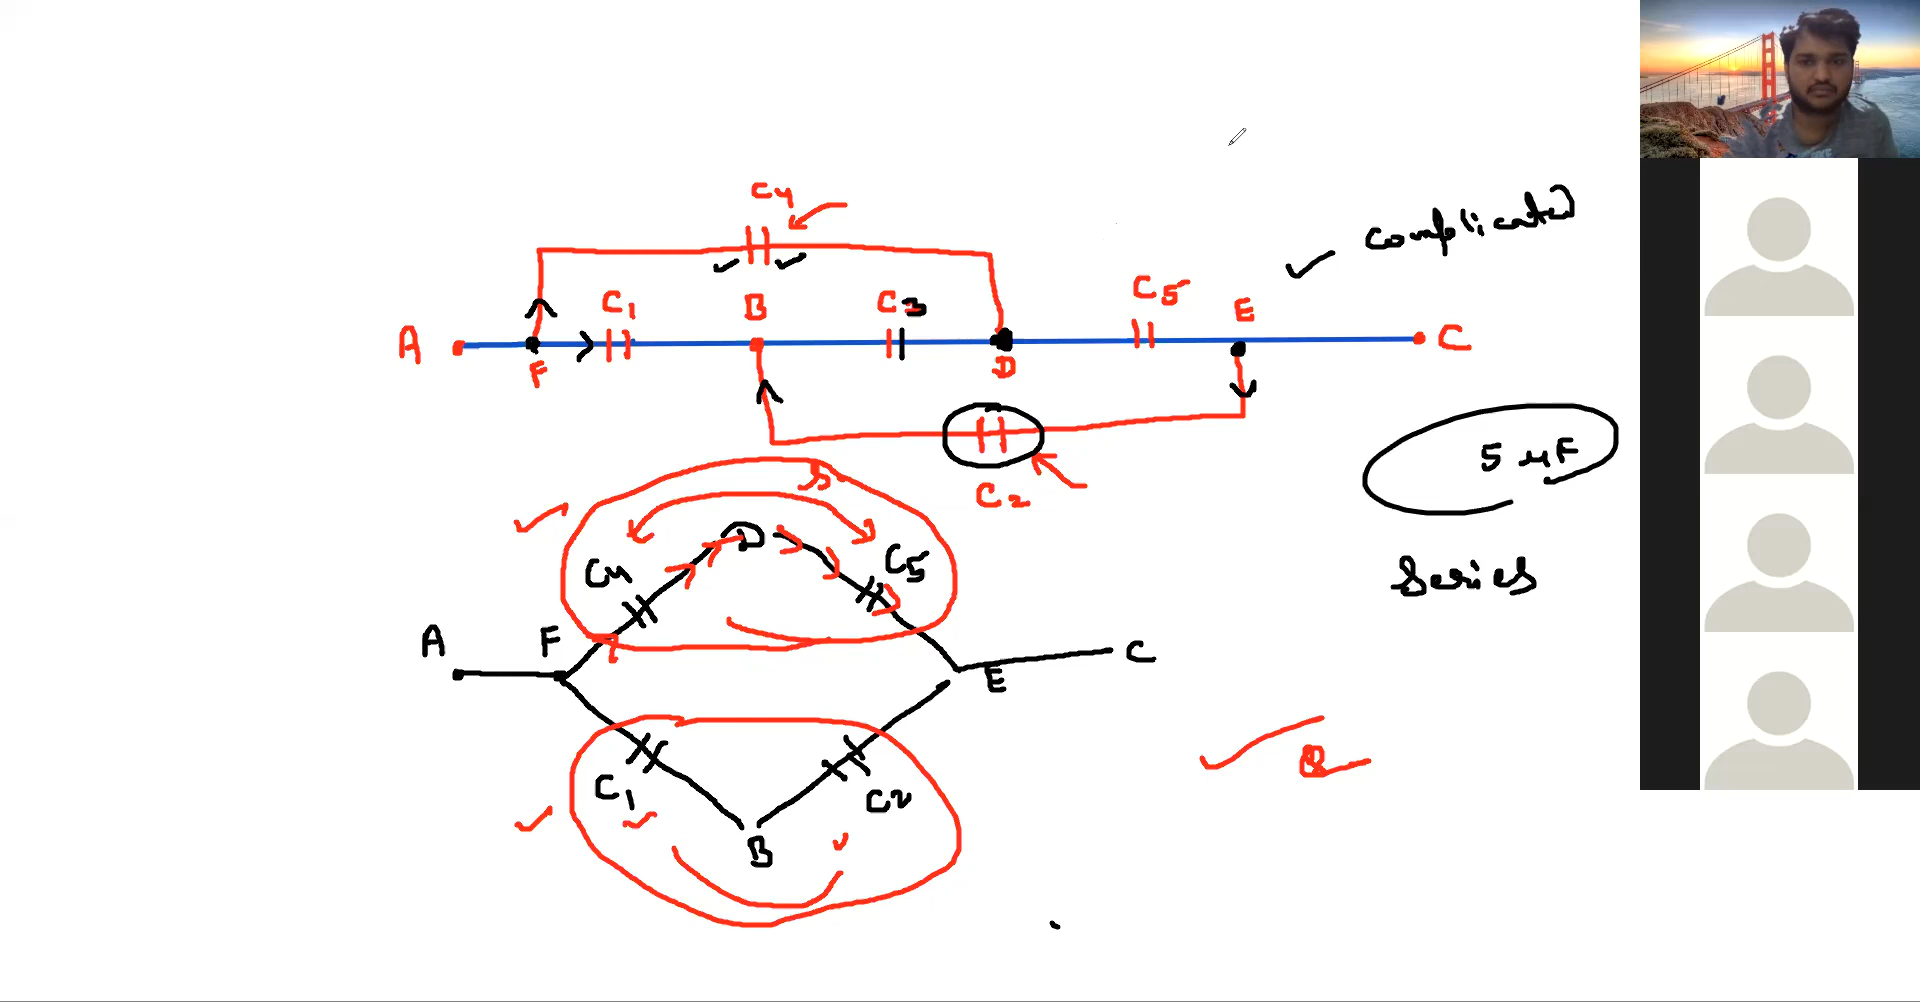 C4
complicated
C1 B C3 C5 E
A C
F D
C2
5 μF
D
C4 C5
series
A F E C
C1 C2
B